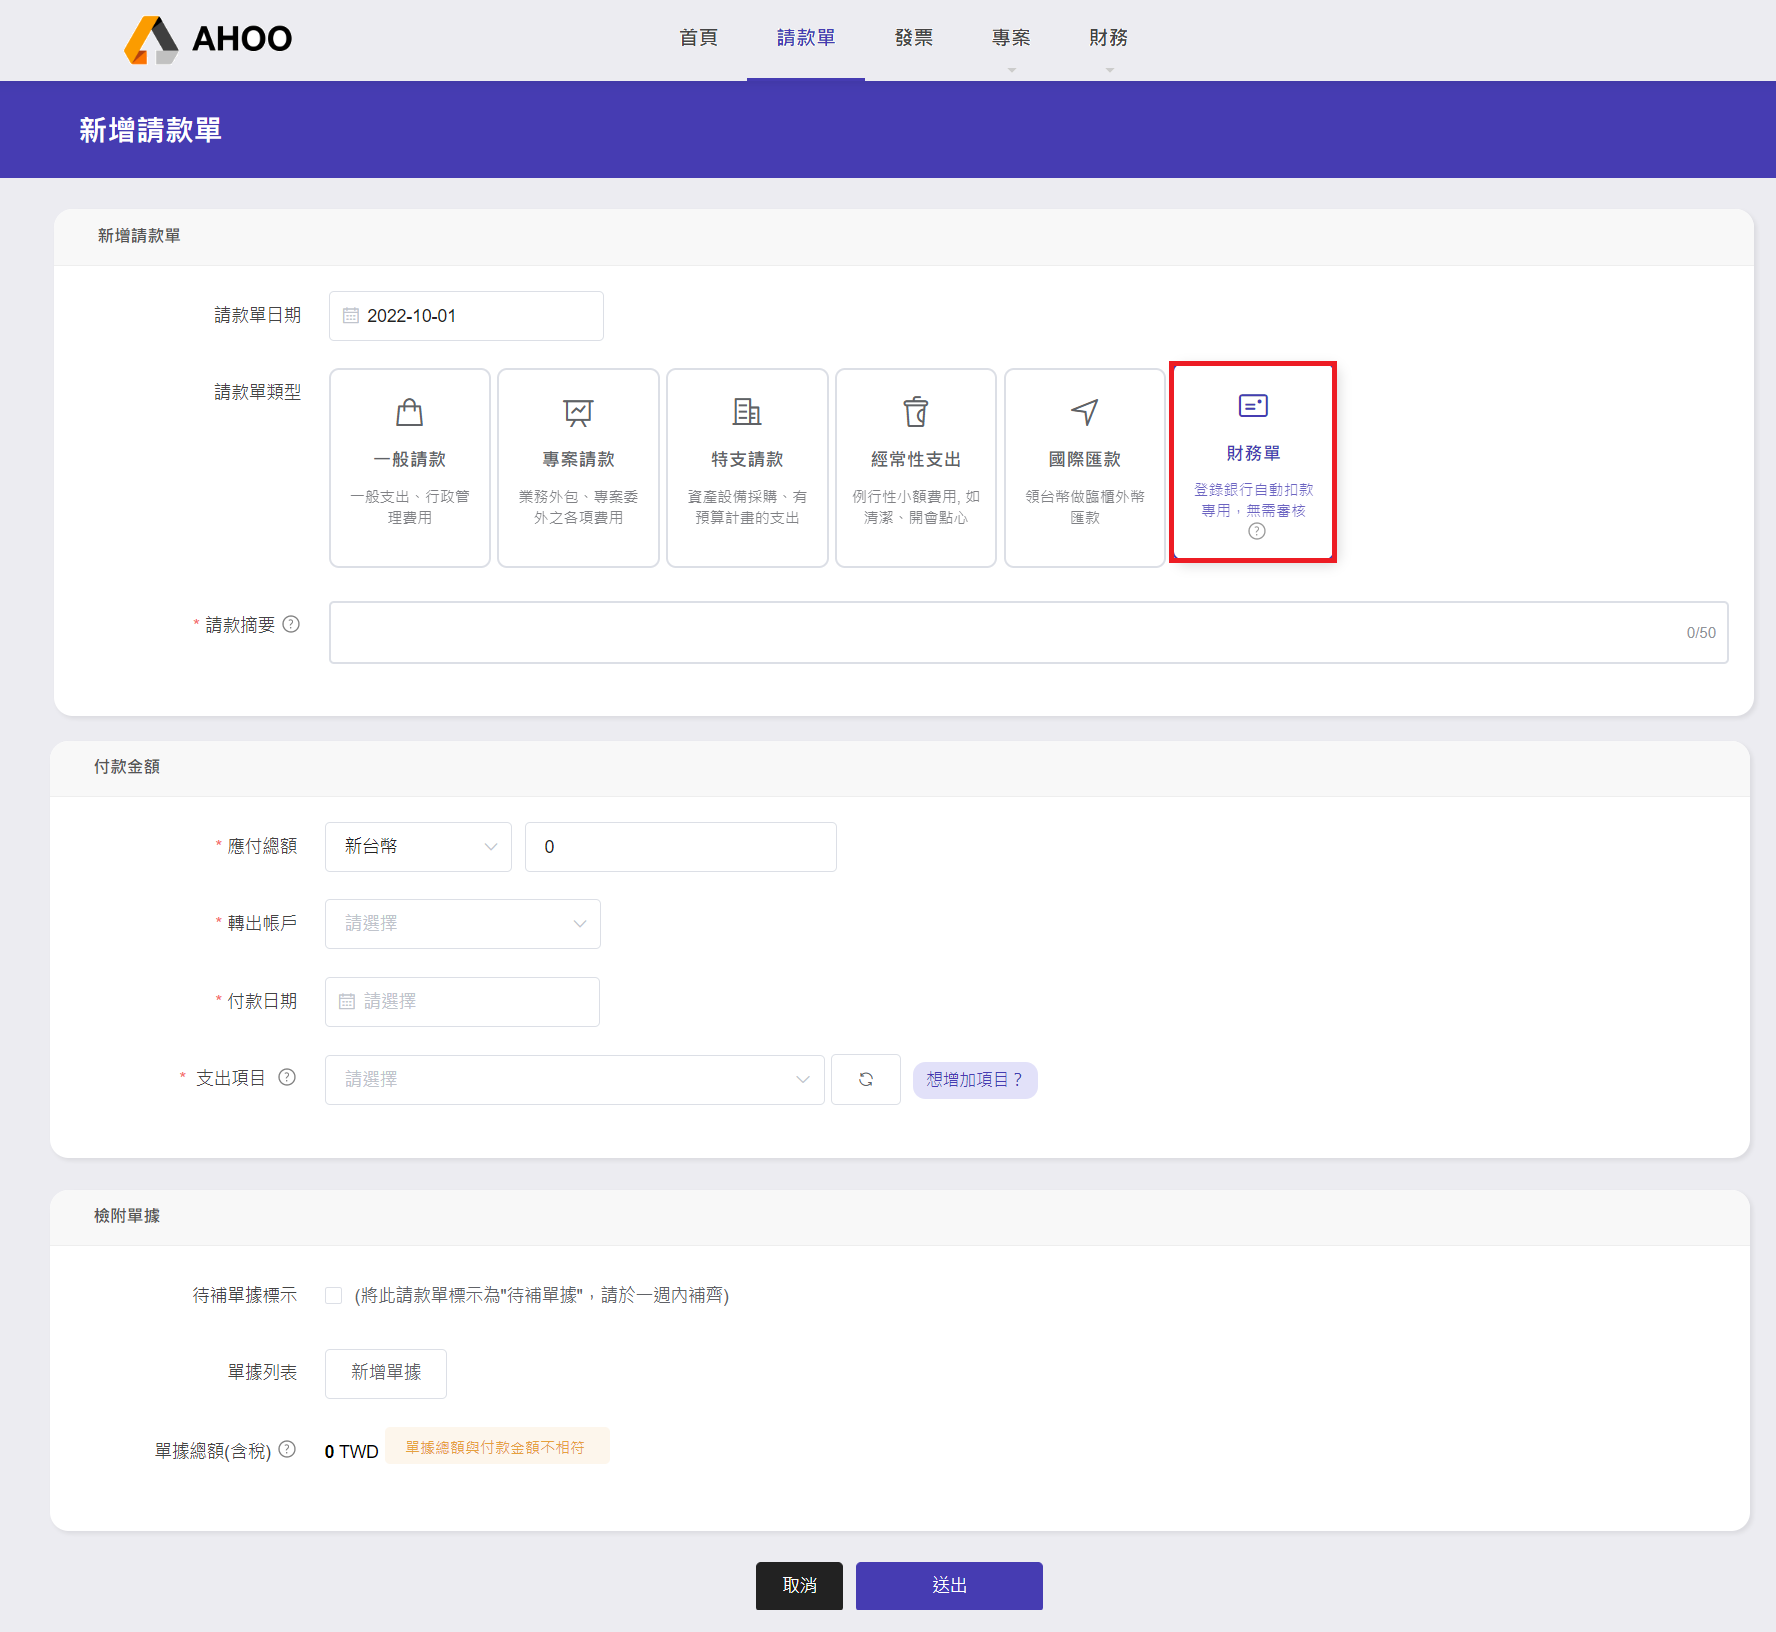 AHOO
首頁
請款單
發票
專案
財務
新增請款單
新增請款單
請款單日期
2022-10-01
請款單類型
一般請款
一般支出、行政管
理費用
專案請款
業務外包、專案委
外之各項費用
特支請款
資產設備採購、有
預算計畫的支出
經常性支出
例行性小額費用, 如
清潔、開會點心
國際匯款
領台幣做臨櫃外幣
匯款
財務單
登錄銀行自動扣款
專用，無需審核
?
* 請款摘要 ?
0/50
付款金額
* 應付總額
新台幣
0
* 轉出帳戶
請選擇
* 付款日期
請選擇
* 支出項目 ?
請選擇
想增加項目？
檢附單據
待補單據標示
(將此請款單標示為"待補單據"，請於一週內補齊)
單據列表
新增單據
單據總額(含稅) ?
0 TWD
單據總額與付款金額不相符
取消
送出